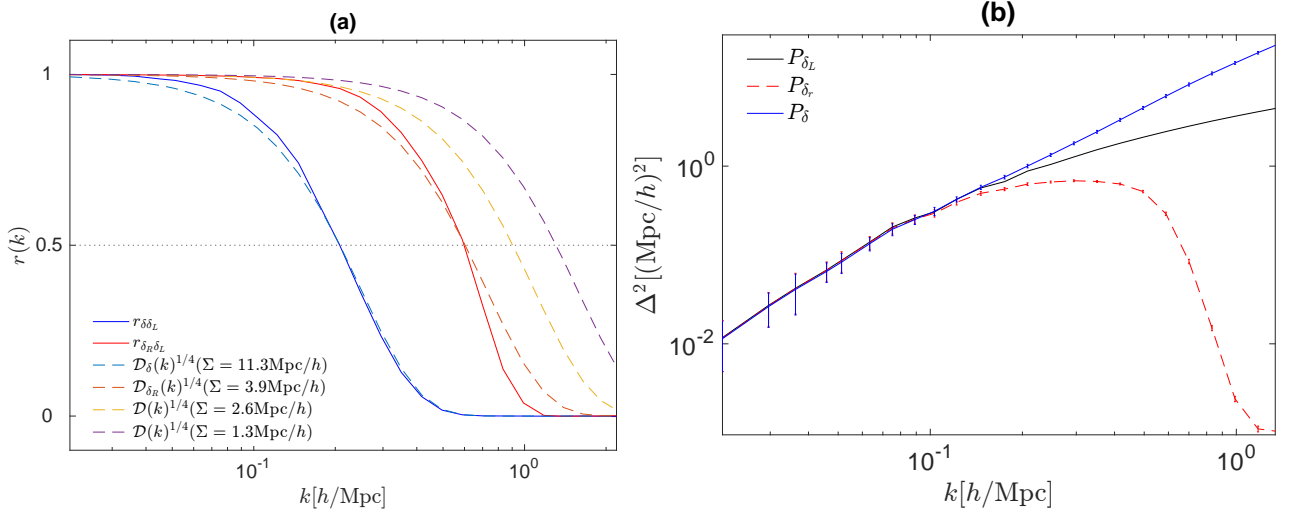 (a)
r(k)
1
0.5
0
r_{δδ_L}
r_{δ_Rδ_L}
𝒟_δ(k)^{1/4}(Σ = 11.3Mpc/h)
𝒟_{δ_R}(k)^{1/4}(Σ = 3.9Mpc/h)
𝒟(k)^{1/4}(Σ = 2.6Mpc/h)
𝒟(k)^{1/4}(Σ = 1.3Mpc/h)
10^{-1}
10^0
k[h/Mpc]
(b)
Δ^2[(Mpc/h)^2]
10^0
10^{-2}
P_{δ_L}
P_{δ_r}
P_δ
10^{-1}
10^0
k[h/Mpc]